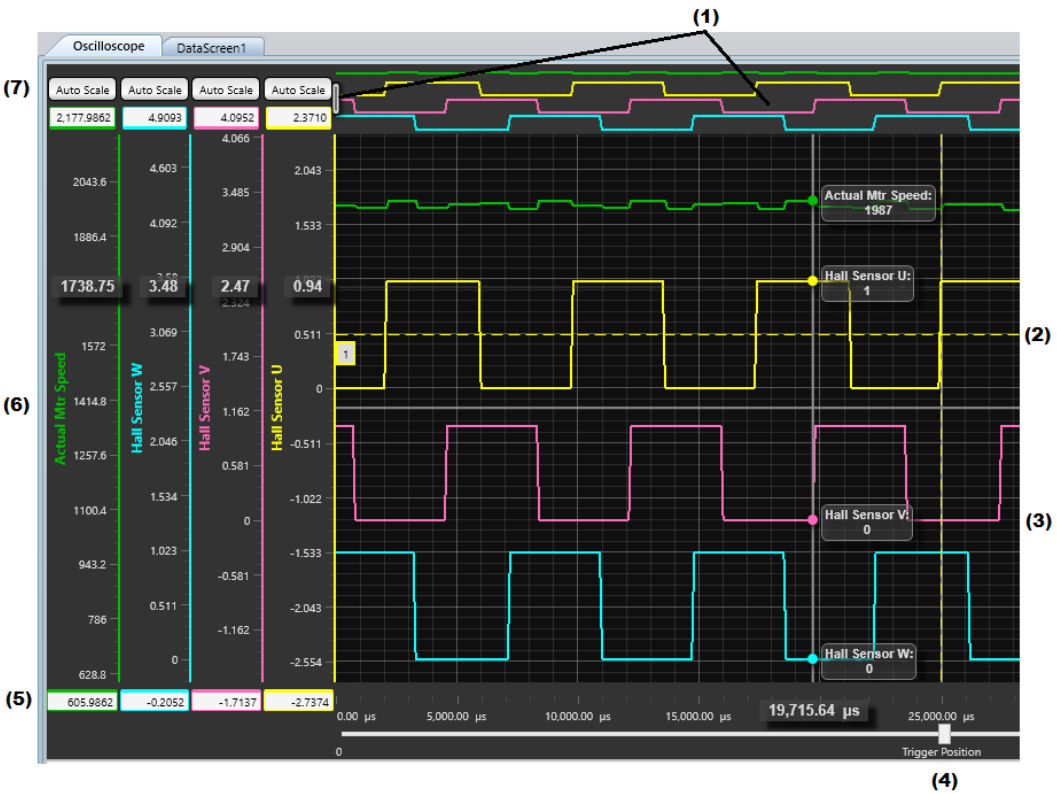 (1)
Oscilloscope DataScreen1
(7) Auto Scale Auto Scale Auto Scale Auto Scale
2,177.9862 4.9093 4.0952 2.3710
4.066
4.603 2.043
2043.6 3.485
4.092 1.533
1886.4 2.904
Actual Mtr Speed:
1987
1738.75 3.48 2.47 0.94
2.324
Hall Sensor U:
1
3.069 0.511 (2)
1572 1.743
1
Actual Mtr Speed Hall Sensor W Hall Sensor V Hall Sensor U
2.557 0
(6) 1414.8 1.162
2.046 -0.511
1257.6 0.581
1.534 -1.022
1100.4 0
Hall Sensor V:
0
(3)
1.023 -1.533
943.2 -0.581
0.511 -2.043
786 -1.162
Hall Sensor W:
0
0 -2.554
628.8
(5) 605.9862 -0.2052 -1.7137 -2.7374
0.00 µs 5,000.00 µs 10,000.00 µs 15,000.00 µs 19,715.64 µs 25,000.00 µs
0 Trigger Position
(4)